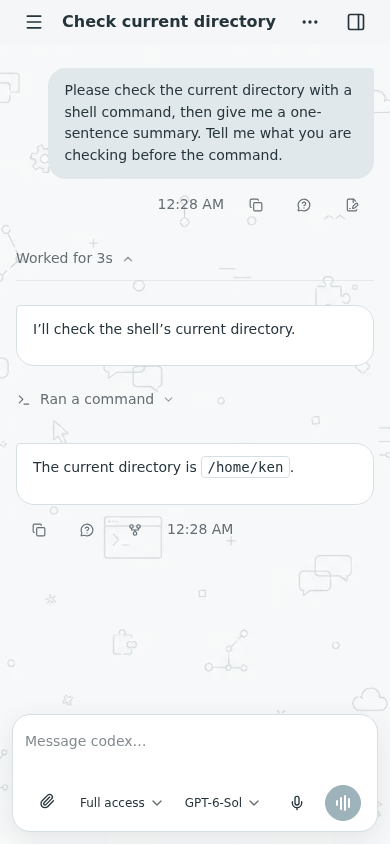 Check current directory
Please check the current directory with a
shell command, then give me a one-
sentence summary. Tell me what you are
checking before the command.
12:28 AM
Worked for 3s
I’ll check the shell’s current directory.
Ran a command
The current directory is /home/ken.
12:28 AM
Message codex...
Full access
GPT-6-Sol